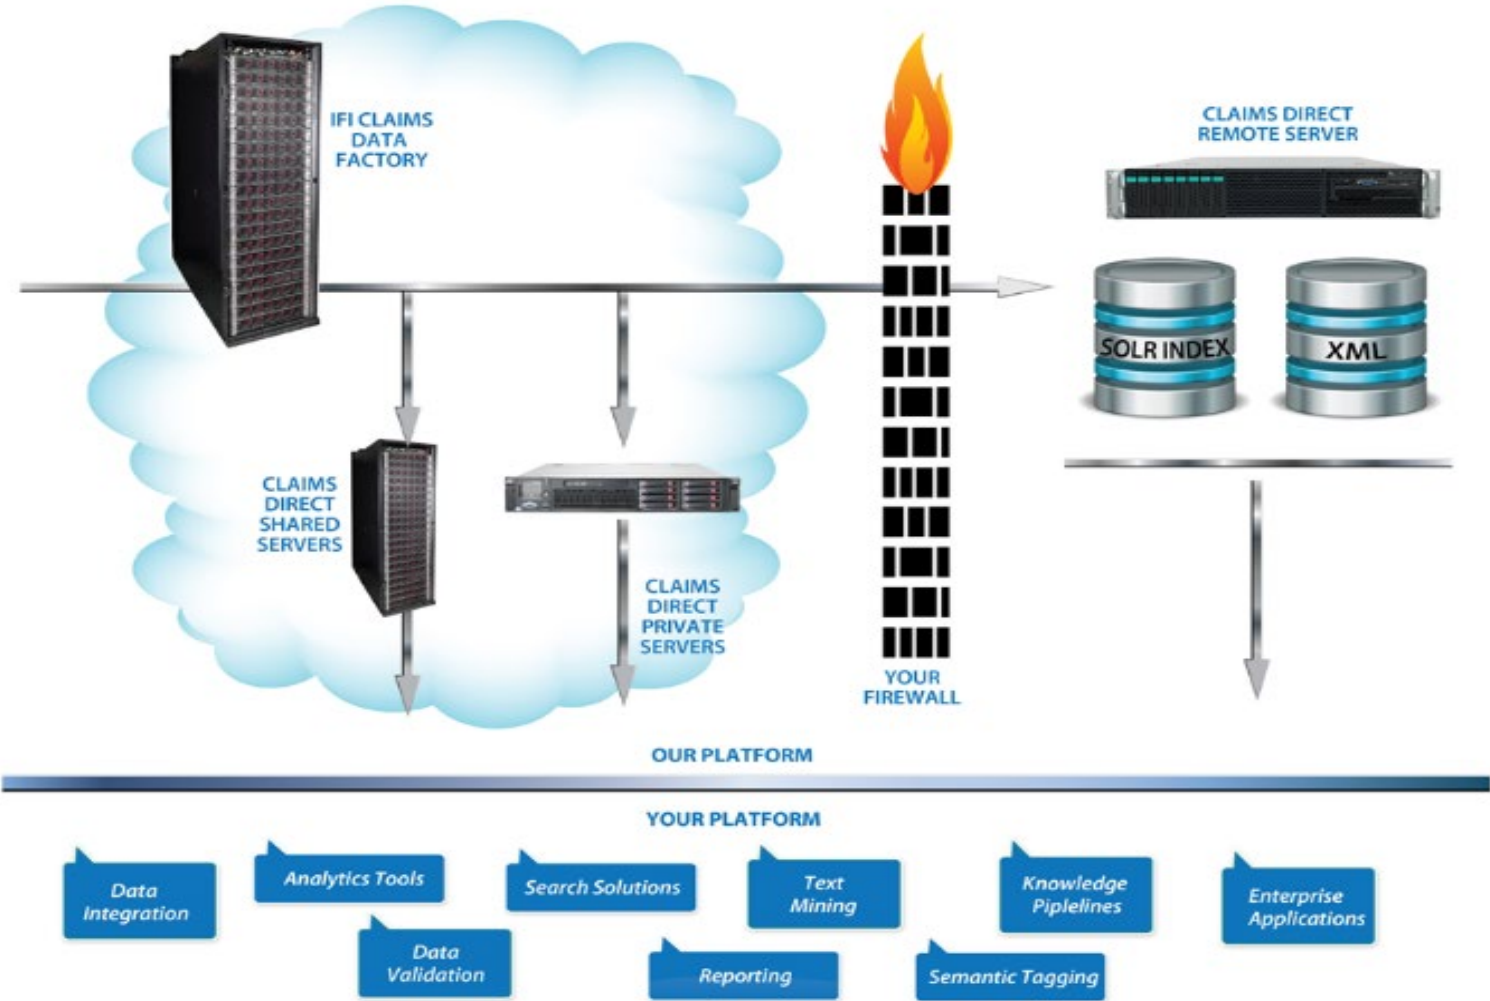 IFI CLAIMS
DATA
FACTORY
CLAIMS DIRECT
REMOTE SERVER
SOLR INDEX
XML
CLAIMS
DIRECT
SHARED
SERVERS
CLAIMS
DIRECT
PRIVATE
SERVERS
YOUR
FIREWALL
OUR PLATFORM
YOUR PLATFORM
Data
Integration
Analytics Tools
Search Solutions
Text
Mining
Knowledge
Piplelines
Enterprise
Applications
Data
Validation
Reporting
Semantic Tagging